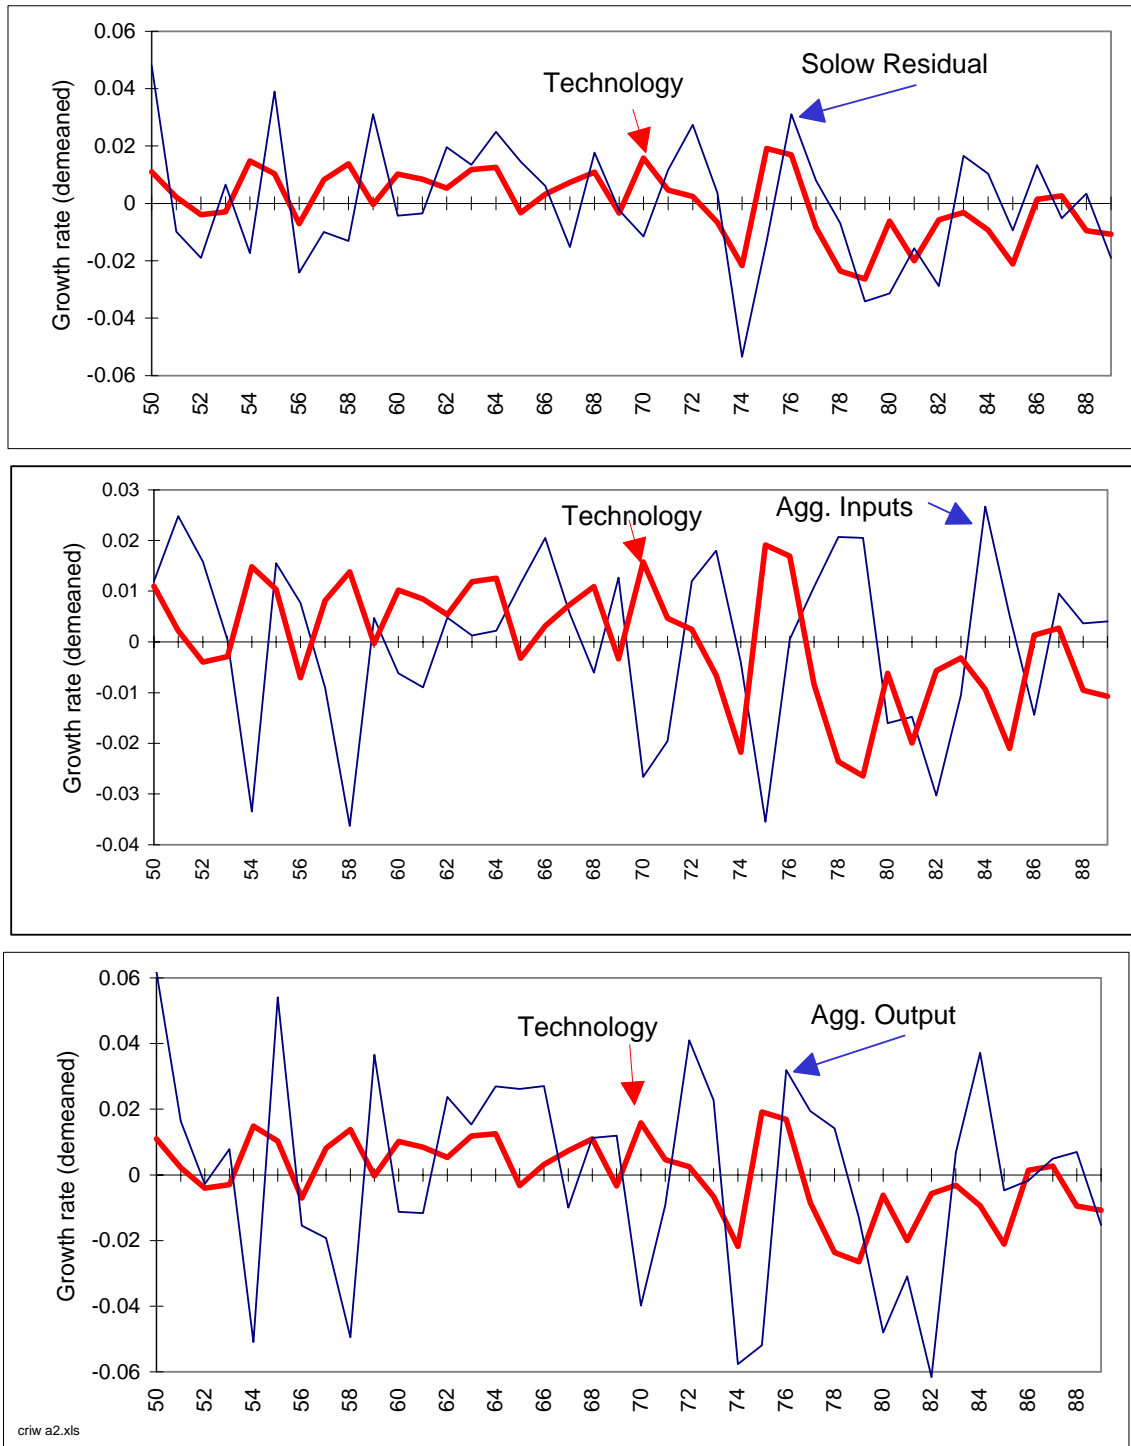 0.06
0.04
0.02
0
-0.02
-0.04
-0.06
Growth rate (demeaned)
Technology
Solow Residual
50 52 54 56 58 60 62 64 66 68 70 72 74 76 78 80 82 84 86 88
0.03
0.02
0.01
0
-0.01
-0.02
-0.03
-0.04
Growth rate (demeaned)
Technology
Agg. Inputs
50 52 54 56 58 60 62 64 66 68 70 72 74 76 78 80 82 84 86 88
0.06
0.04
0.02
0
-0.02
-0.04
-0.06
Growth rate (demeaned)
Technology
Agg. Output
50 52 54 56 58 60 62 64 66 68 70 72 74 76 78 80 82 84 86 88
criw a2.xls